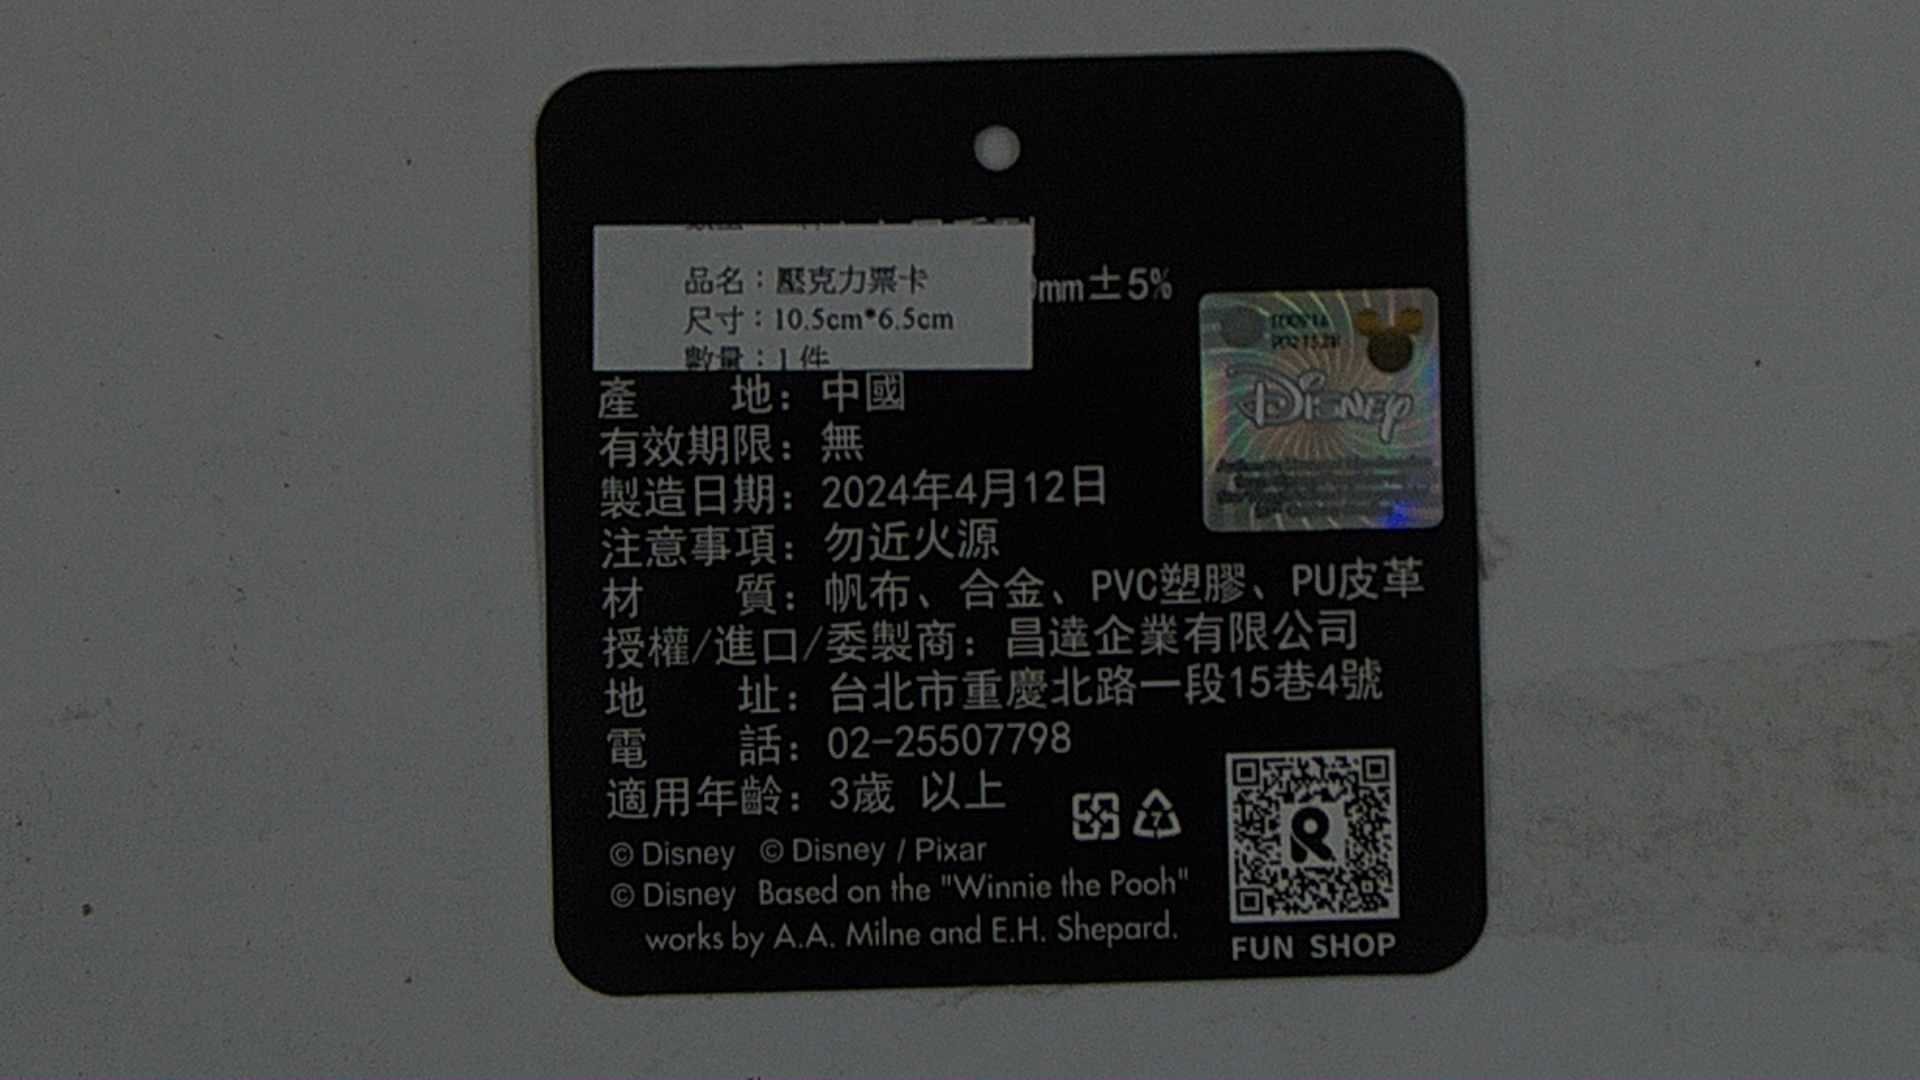 品名：壓克力票卡
尺寸：10.5cm*6.5cm
數量：1件
mm±5%
Disney
產 地：中國
有效期限：無
製造日期：2024年4月12日
注意事項：勿近火源
材 質：帆布、合金、PVC塑膠、PU皮革
授權/進口/委製商：昌達企業有限公司
地 址：台北市重慶北路一段15巷4號
電 話：02-25507798
適用年齡：3歲 以上
7
© Disney © Disney / Pixar
© Disney Based on the "Winnie the Pooh"
works by A.A. Milne and E.H. Shepard.
FUN SHOP